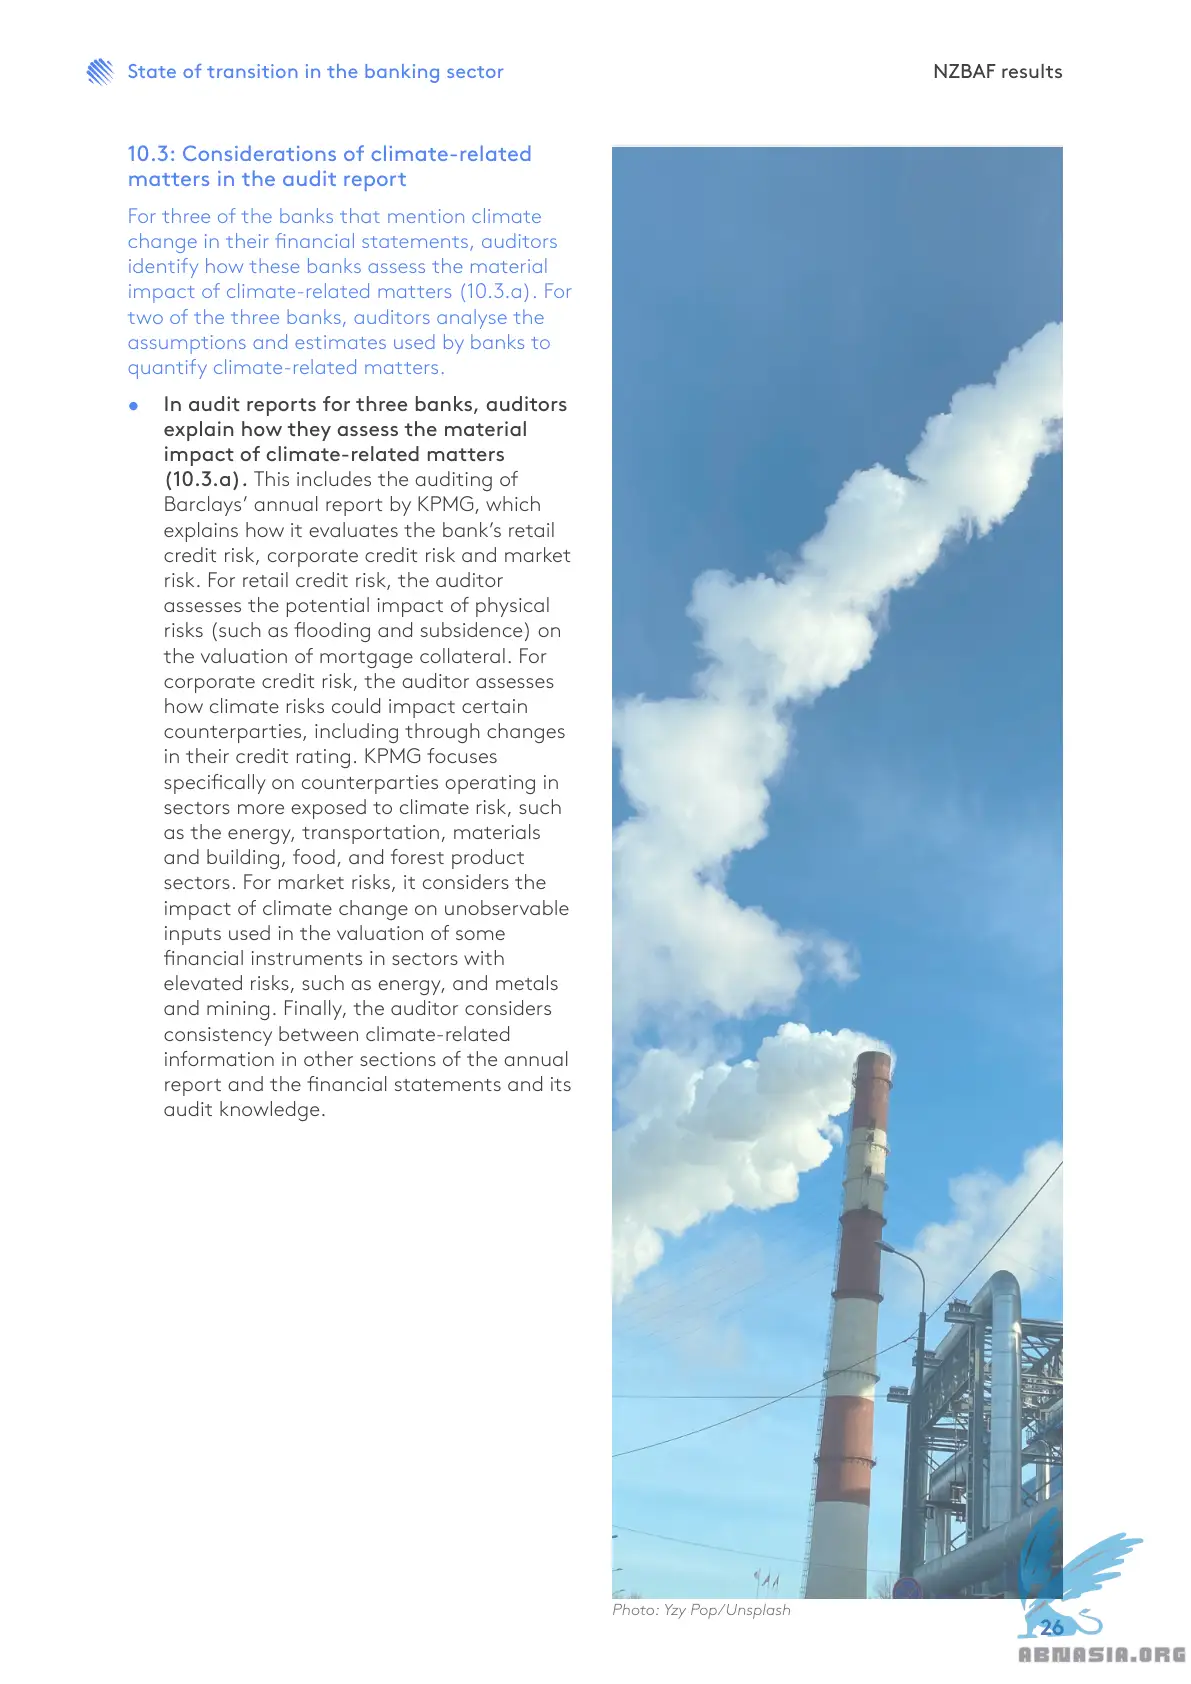 State of transition in the banking sector
NZBAF results
10.3: Considerations of climate-related
matters in the audit report
For three of the banks that mention climate
change in their financial statements, auditors
identify how these banks assess the material
impact of climate-related matters (10.3.a). For
two of the three banks, auditors analyse the
assumptions and estimates used by banks to
quantify climate-related matters.
• In audit reports for three banks, auditors
explain how they assess the material
impact of climate-related matters
(10.3.a). This includes the auditing of
Barclays’ annual report by KPMG, which
explains how it evaluates the bank’s retail
credit risk, corporate credit risk and market
risk. For retail credit risk, the auditor
assesses the potential impact of physical
risks (such as flooding and subsidence) on
the valuation of mortgage collateral. For
corporate credit risk, the auditor assesses
how climate risks could impact certain
counterparties, including through changes
in their credit rating. KPMG focuses
specifically on counterparties operating in
sectors more exposed to climate risk, such
as the energy, transportation, materials
and building, food, and forest product
sectors. For market risks, it considers the
impact of climate change on unobservable
inputs used in the valuation of some
financial instruments in sectors with
elevated risks, such as energy, and metals
and mining. Finally, the auditor considers
consistency between climate-related
information in other sections of the annual
report and the financial statements and its
audit knowledge.
Photo: Yzy Pop/Unsplash
26
ABNASIA.ORG